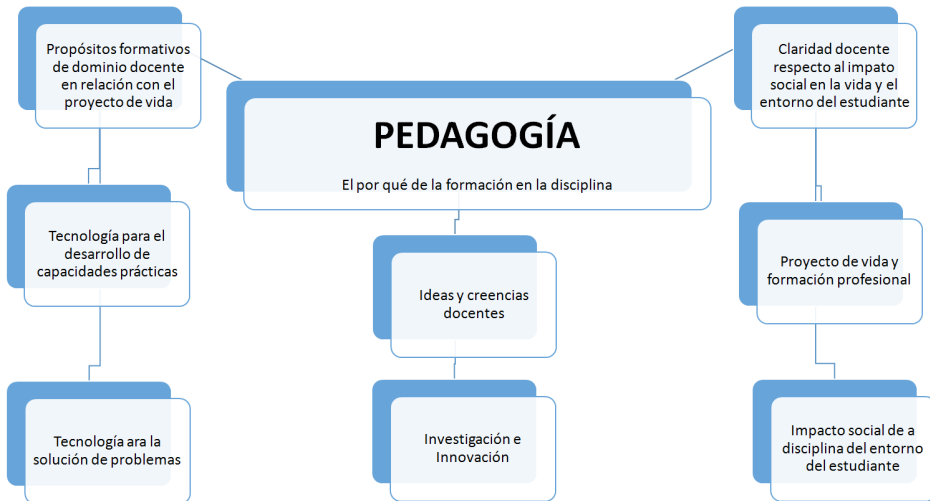 Propósitos formativos
de dominio docente
en relación con el
proyecto de vida
PEDAGOGÍA
El por qué de la formación en la disciplina
Claridad docente
respecto al impato
social en la vida y el
entorno del estudiante
Tecnología para el
desarrollo de
capacidades prácticas
Ideas y creencias
docentes
Proyecto de vida y
formación profesional
Tecnología ara la
solución de problemas
Investigación e
Innovación
Impacto social de a
disciplina del entorno
del estudiante